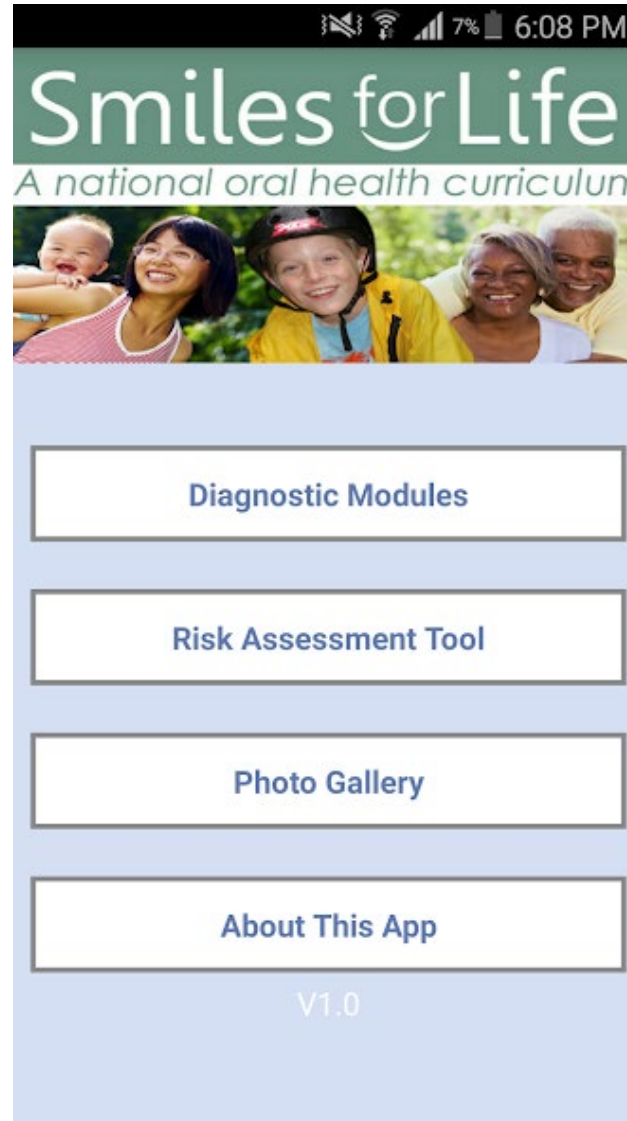 7% 6:08 PM
Smiles for Life
A national oral health curriculun
Diagnostic Modules
Risk Assessment Tool
Photo Gallery
About This App
V1.0